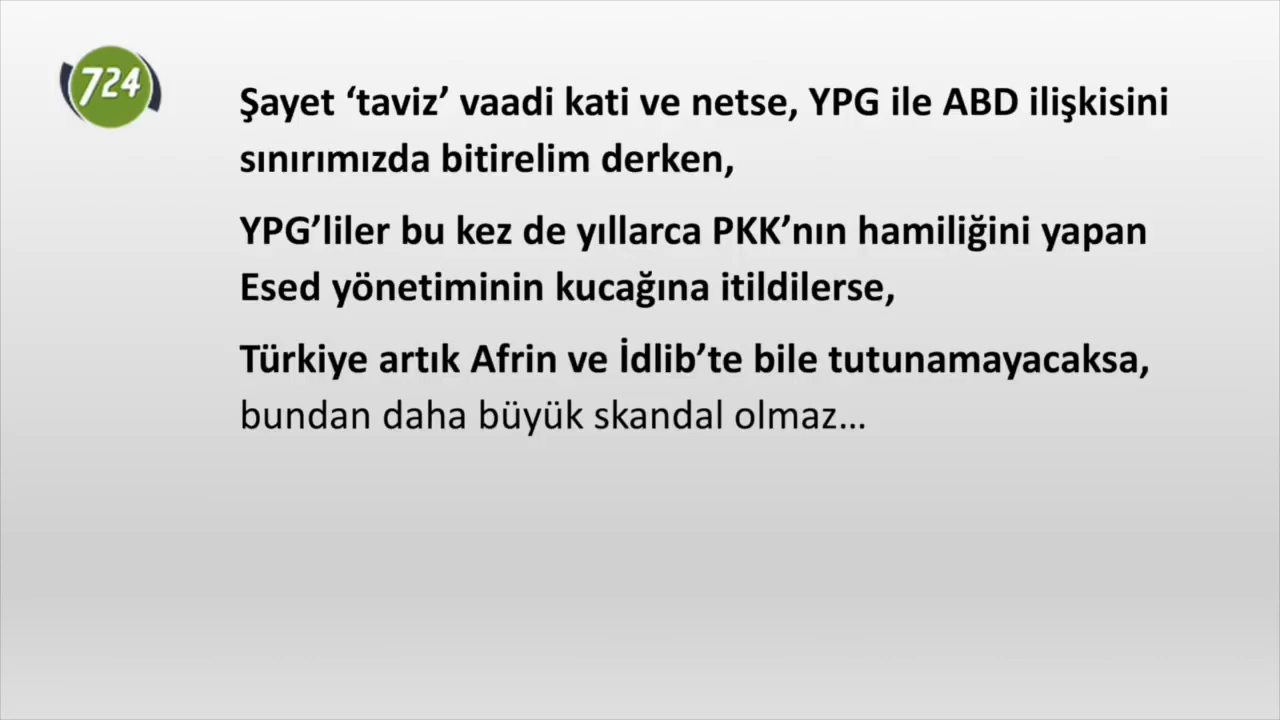 724
Şayet ‘taviz’ vaadi kati ve netse, YPG ile ABD ilişkisini
sınırımızda bitirelim derken,
YPG’liler bu kez de yıllarca PKK’nın hamiliğini yapan
Esed yönetiminin kucağına itildilerse,
Türkiye artık Afrin ve İdlib’te bile tutunamayacaksa,
bundan daha büyük skandal olmaz…